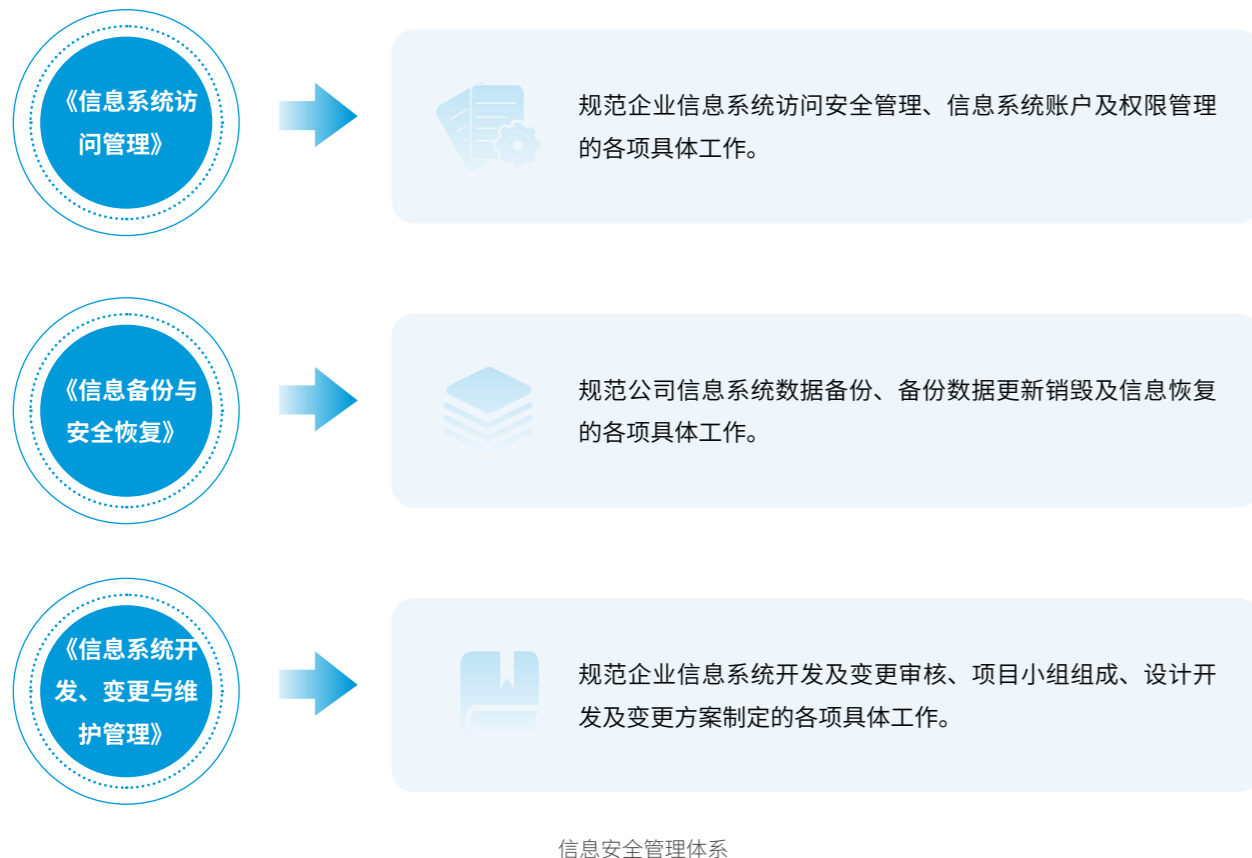 《信息系统访
问管理》
规范企业信息系统访问安全管理、信息系统账户及权限管理
的各项具体工作。
《信息备份与
安全恢复》
规范公司信息系统数据备份、备份数据更新销毁及信息恢复
的各项具体工作。
《信息系统开
发、变更与维
护管理》
规范企业信息系统开发及变更审核、项目小组组成、设计开
发及变更方案制定的各项具体工作。
信息安全管理体系